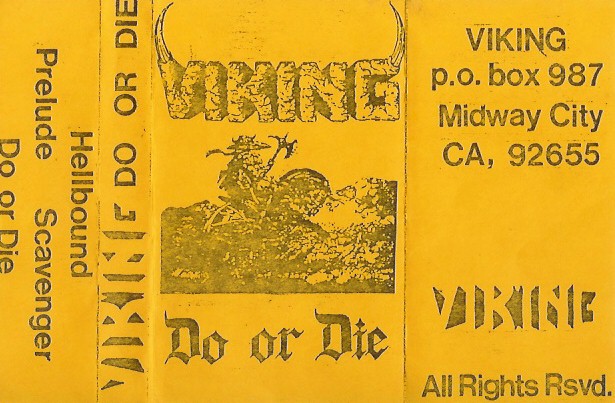 Hellbound
Prelude Scavenger
Do or Die
VIKING DO OR DIE
VIKING
Do or Die
VIKING
p.o. box 987
Midway City
CA, 92655
VIKING
All Rights Rsvd.